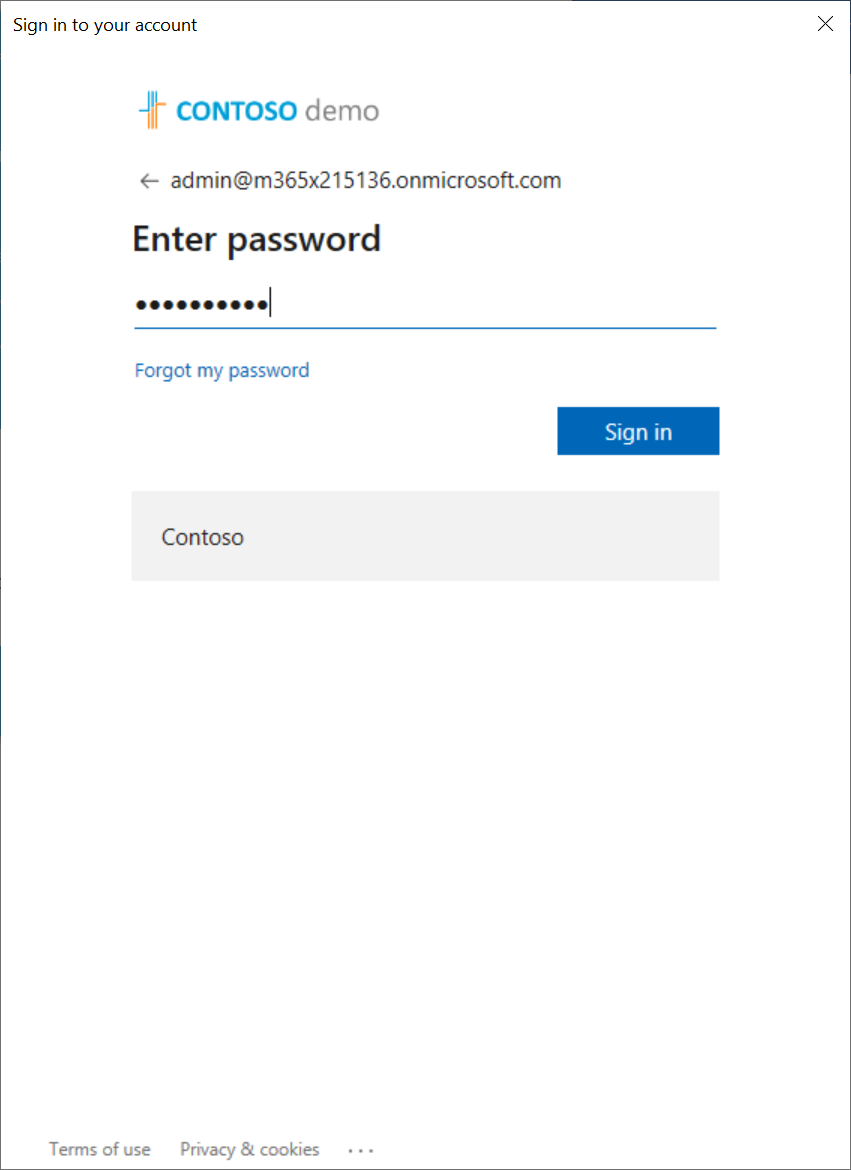 Sign in to your account
CONTOSO demo
admin@m365x215136.onmicrosoft.com
Enter password
••••••••••
Forgot my password
Sign in
Contoso
Terms of use Privacy & cookies ...